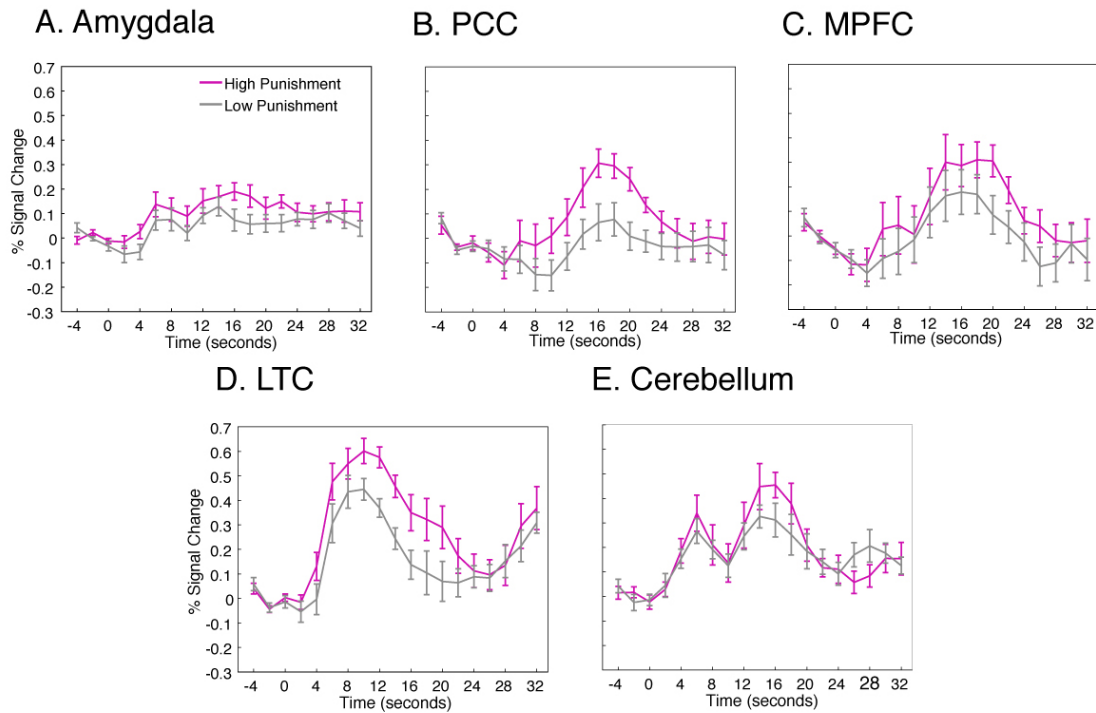 A. Amygdala
B. PCC
C. MPFC
0.7
0.6
0.5
0.4
0.3
0.2
0.1
0
-0.1
-0.2
-0.3
% Signal Change
High Punishment
Low Punishment
-4 0 4 8 12 16 20 24 28 32
Time (seconds)
-4 0 4 8 12 16 20 24 28 32
Time (seconds)
-4 0 4 8 12 16 20 24 28 32
Time (seconds)
D. LTC
E. Cerebellum
0.7
0.6
0.5
0.4
0.3
0.2
0.1
0
-0.1
-0.2
-0.3
% Signal Change
-4 0 4 8 12 16 20 24 28 32
Time (seconds)
-4 0 4 8 12 16 20 24 28 32
Time (seconds)